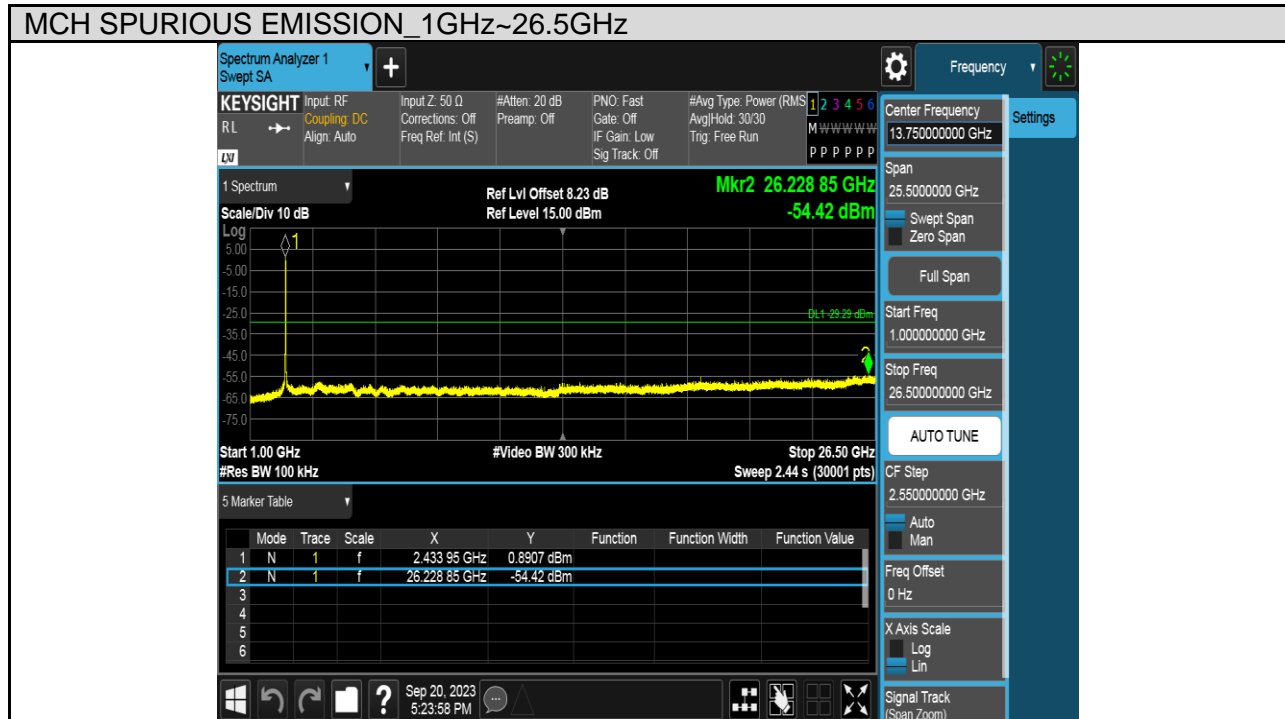 MCH SPURIOUS EMISSION_1GHz~26.5GHz
Spectrum Analyzer 1
Swept SA
+
Frequency
KEYSIGHT Input: RF Input Z: 50 Ω #Atten: 20 dB PNO: Fast #Avg Type: Power (RMS 1 2 3 4 5 6
RL Coupling: DC Corrections: Off Preamp: Off Gate: Off Avg|Hold: 30/30 M W W W W W
Align: Auto Freq Ref: Int (S) IF Gain: Low Trig: Free Run
LXI Sig Track: Off P P P P P P
Center Frequency
13.750000000 GHz
Settings
1 Spectrum
Ref Lvl Offset 8.23 dB
Mkr2 26.228 85 GHz
Scale/Div 10 dB Ref Level 15.00 dBm -54.42 dBm
Log
1
5.00
-5.00
-15.0
-25.0
DL1 -29.29 dBm
-35.0
-45.0
2
-55.0
-65.0
-75.0
Start 1.00 GHz #Video BW 300 kHz Stop 26.50 GHz
#Res BW 100 kHz Sweep 2.44 s (30001 pts)
Span
25.5000000 GHz
Swept Span
Zero Span
Full Span
Start Freq
1.000000000 GHz
Stop Freq
26.500000000 GHz
AUTO TUNE
CF Step
2.550000000 GHz
Auto
Man
Freq Offset
0 Hz
X Axis Scale
Log
Lin
Signal Track
(Span Zoom)
5 Marker Table
Mode Trace Scale X Y Function Function Width Function Value
1 N 1 f 2.433 95 GHz 0.8907 dBm
2 N 1 f 26.228 85 GHz -54.42 dBm
3
4
5
6
? Sep 20, 2023
5:23:58 PM